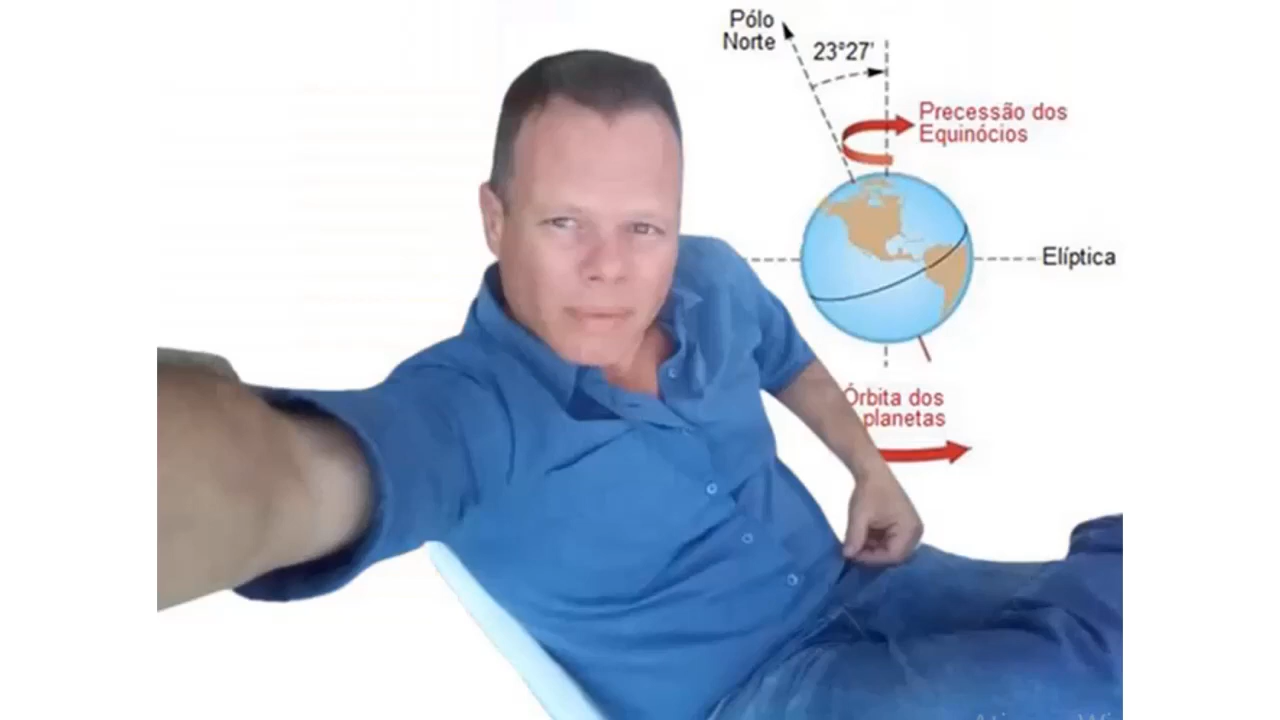 Pólo
Norte
23°27'
Precessão dos
Equinócios
Elíptica
Órbita dos
planetas